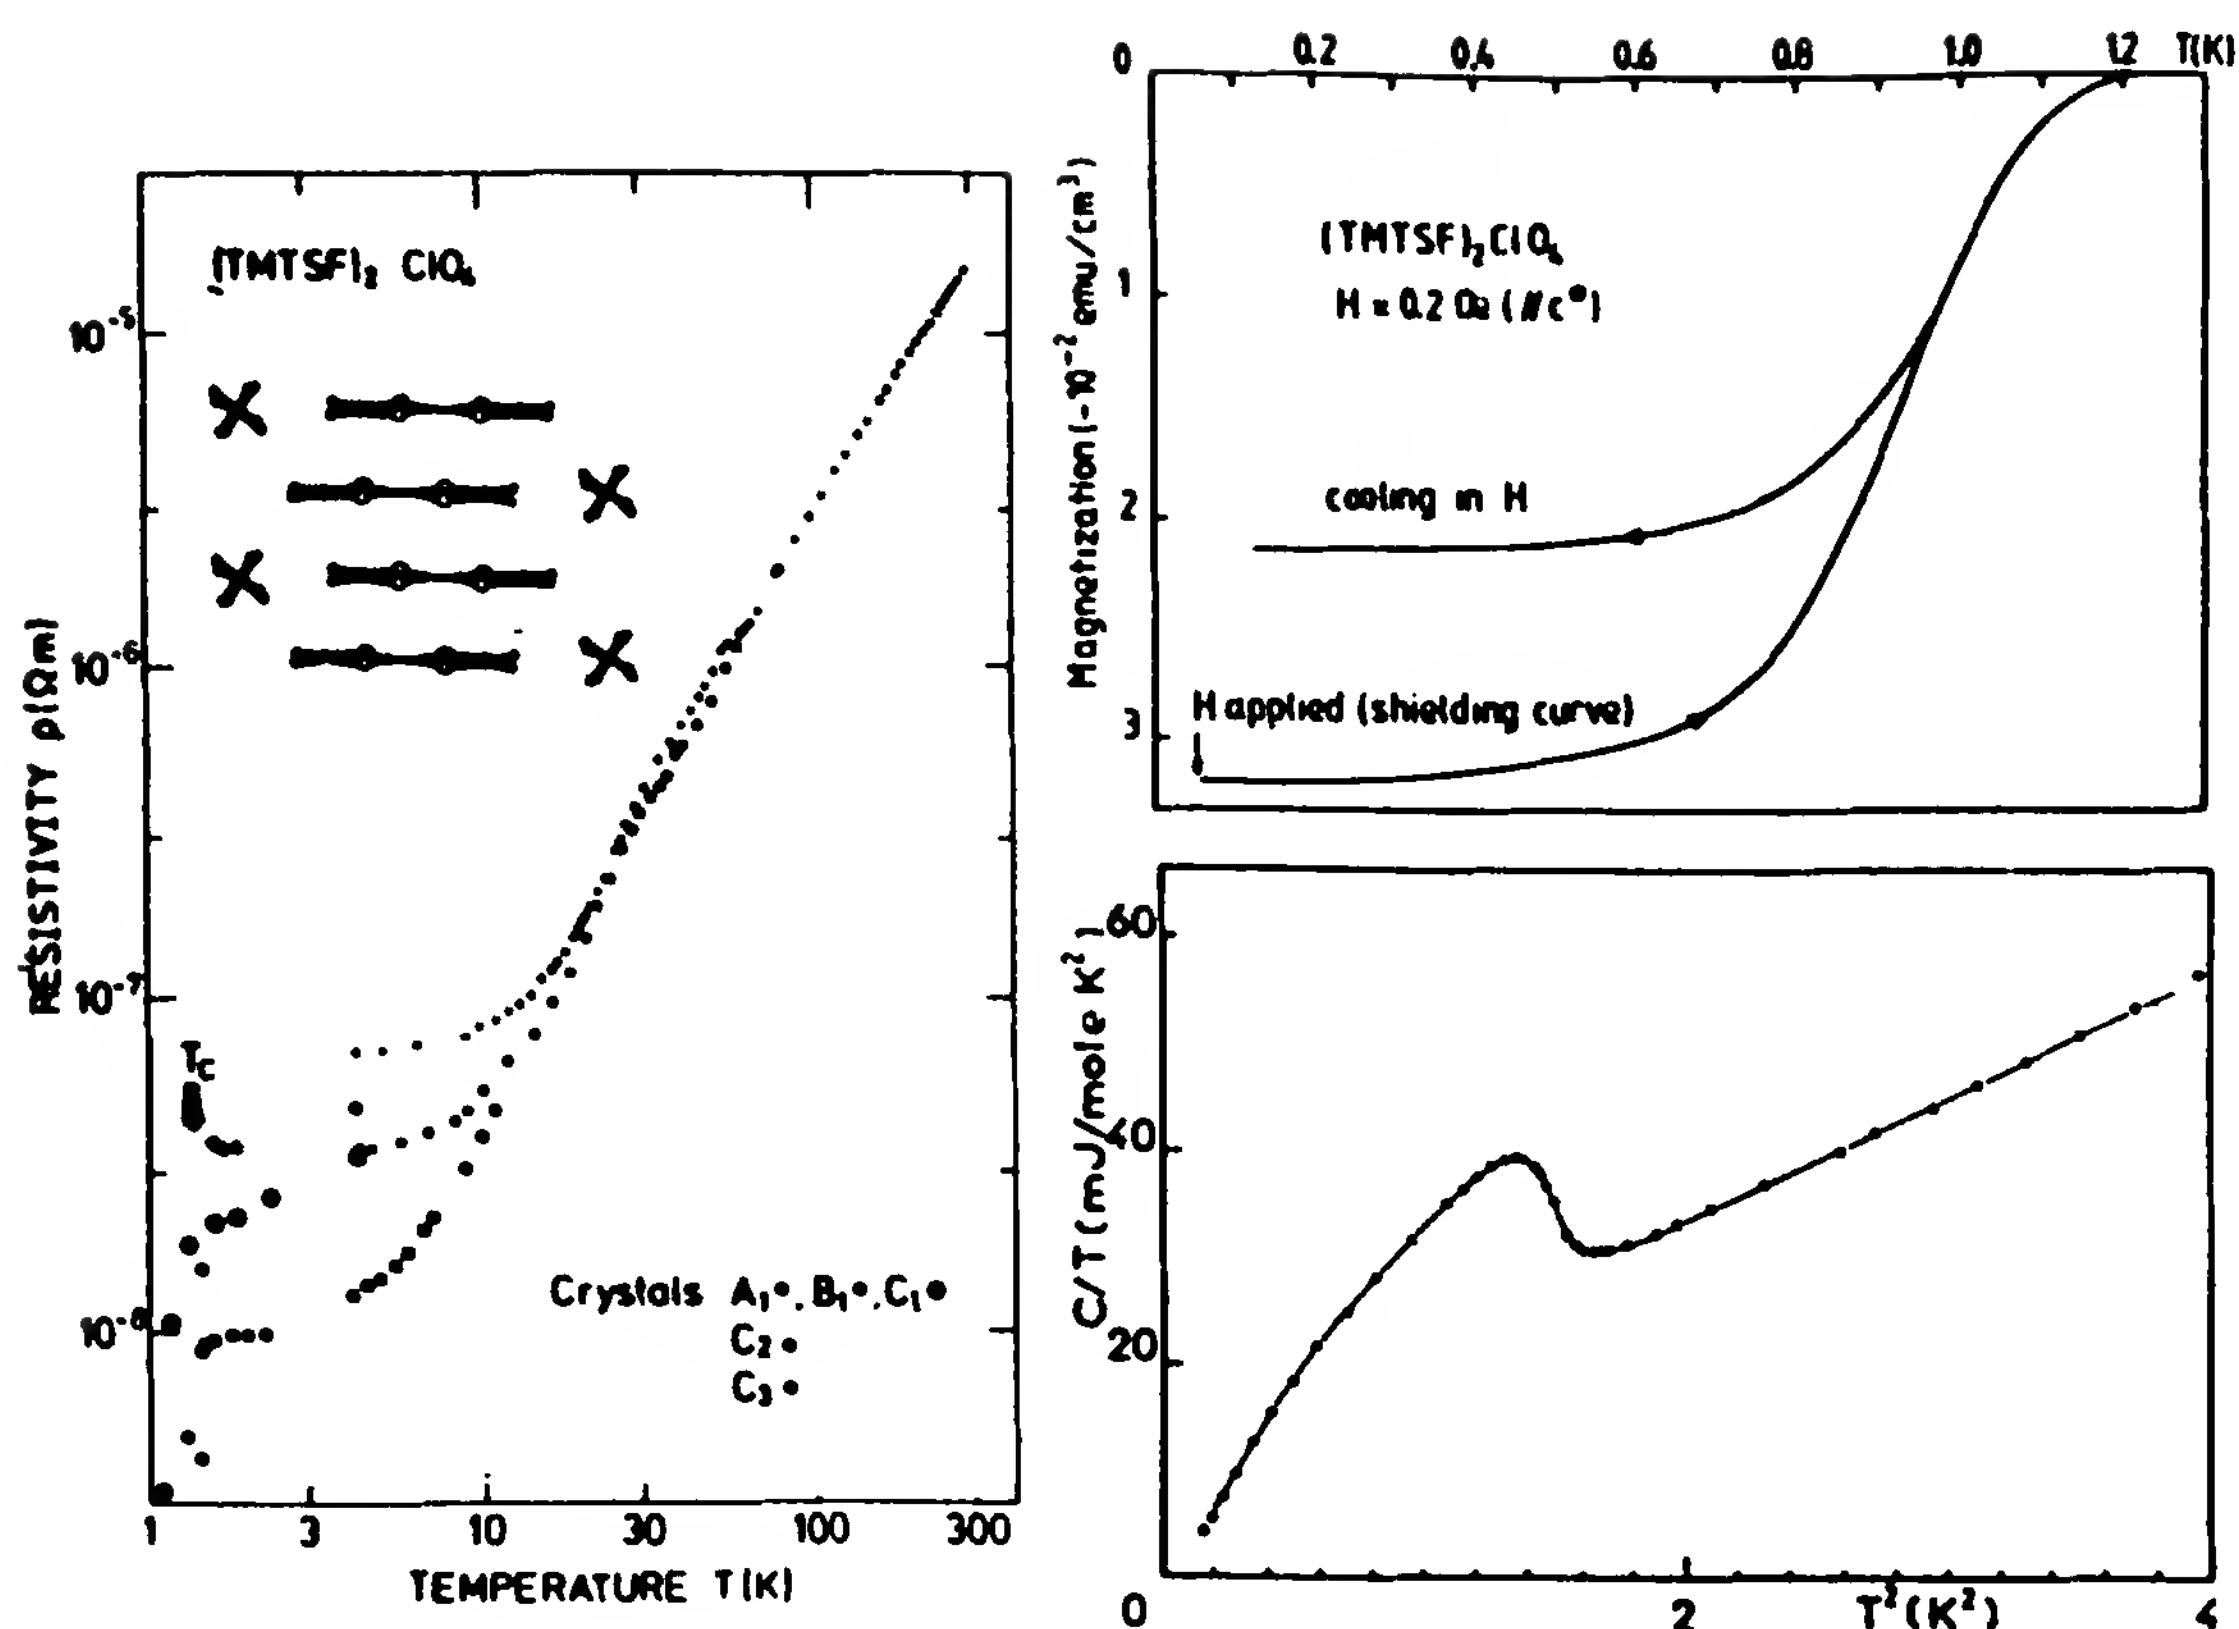 (TMTSF)₂ ClO₄
RESISTIVITY ρ(Ωm)
10⁻⁵
10⁻⁶
10⁻⁷
10⁻⁸
T_c
Crystals A₁•, B₁•, C₁●
C₂ •
C₃ •
1 3 10 30 100 300
TEMPERATURE T(K)
0 0.2 0.4 0.6 0.8 1.0 1.2 T(K)
Magnetization (-10⁻² emu/cm³)
1
2
3
(TMTSF)₂ClO₄
H = 0.2 Oe (//c*)
cooling in H
H applied (shielding curve)
C/T (mJ/mole K²)
60
40
20
0 2 T²(K²) 4